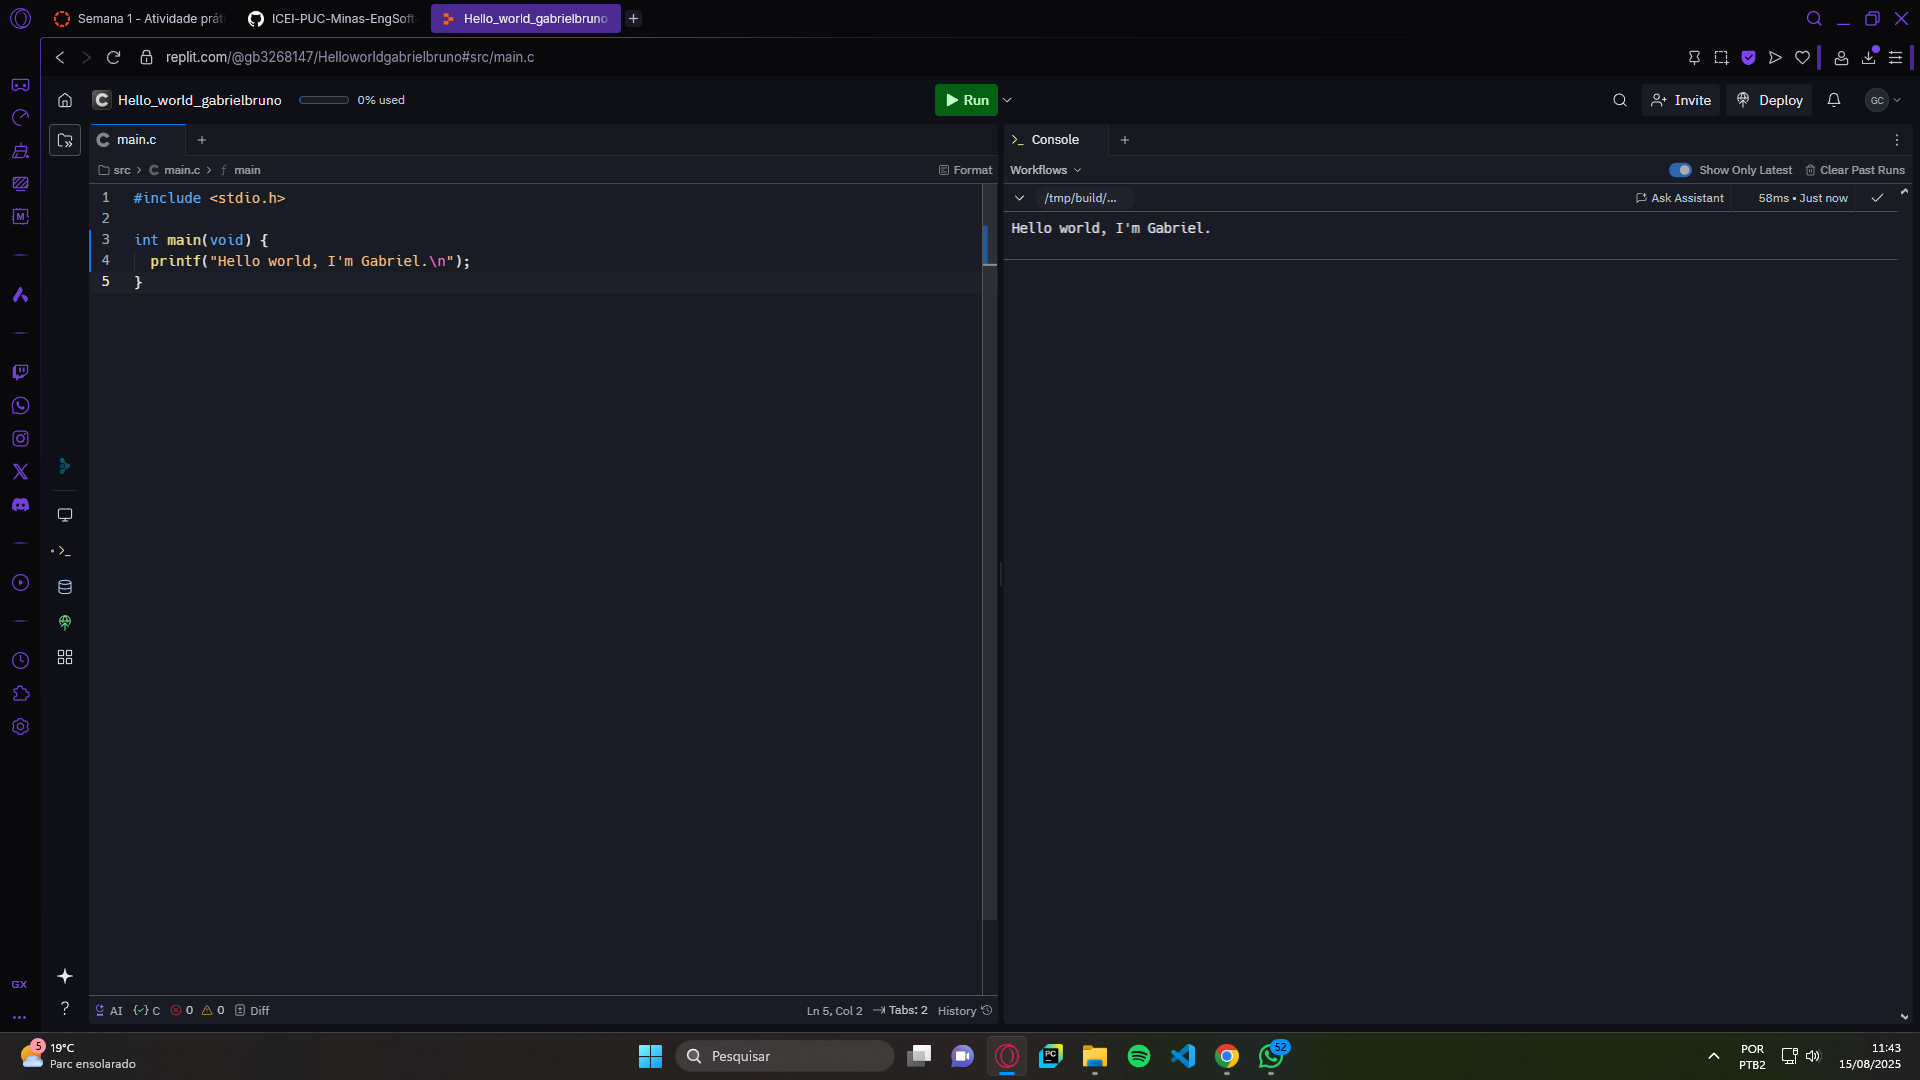 Semana 1 - Atividade prát
ICEI-PUC-Minas-EngSoft
Hello_world_gabrielbruno
replit.com/@gb3268147/Helloworldgabrielbruno#src/main.c
C Hello_world_gabrielbruno 0% used
Run
Invite
Deploy
GC
C main.c
Console
src > C main.c > f main
Format
Workflows
Show Only Latest
Clear Past Runs
1 #include <stdio.h>
2
3 int main(void) {
4 printf("Hello world, I'm Gabriel.\n");
5 }
/tmp/build/...
Ask Assistant
58ms • Just now
Hello world, I'm Gabriel.
M
GX
?
AI {✓} C 0 0 Diff
Ln 5, Col 2 Tabs: 2 History
5
19°C
Parc ensolarado
Pesquisar
PC
52
POR
PTB2
11:43
15/08/2025